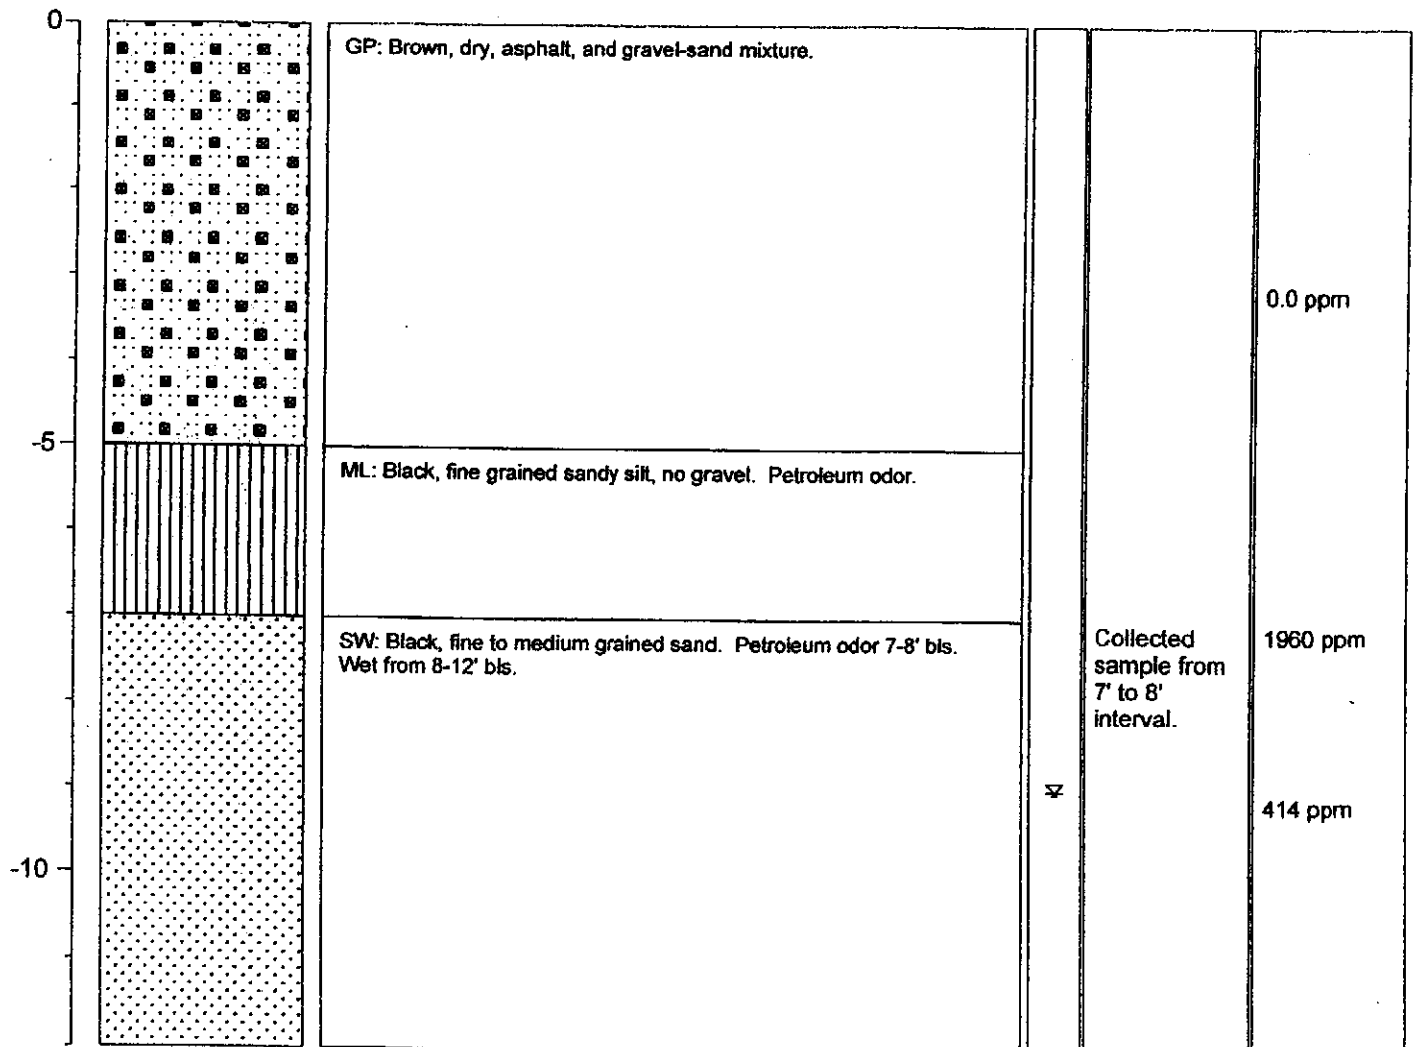 0
GP: Brown, dry, asphalt, and gravel-sand mixture.
0.0 ppm
-5
ML: Black, fine grained sandy silt, no gravel. Petroleum odor.
SW: Black, fine to medium grained sand. Petroleum odor 7-8' bls.
Wet from 8-12' bls.
Collected
sample from
7' to 8'
interval.
1960 ppm
414 ppm
-10